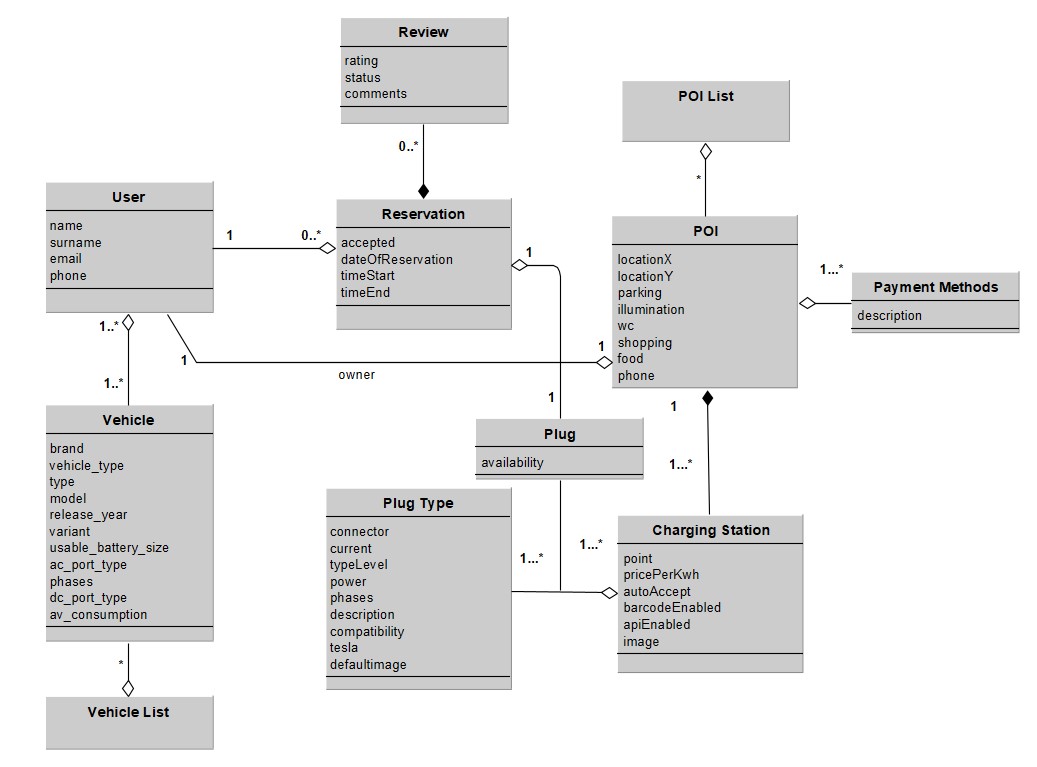 Review
rating
status
comments
0..*
POI List
*
User
name
surname
email
phone
1
0..*
Reservation
accepted
dateOfReservation
timeStart
timeEnd
1
POI
locationX
locationY
parking
illumination
wc
shopping
food
phone
1...*
Payment Methods
description
1..*
1
owner
1
1..*
1
1
1...*
Vehicle
brand
vehicle_type
type
model
release_year
variant
usable_battery_size
ac_port_type
phases
dc_port_type
av_consumption
Plug
availability
Plug Type
connector
current
typeLevel
power
phases
description
compatibility
tesla
defaultimage
1...*
1...*
Charging Station
point
pricePerKwh
autoAccept
barcodeEnabled
apiEnabled
image
*
Vehicle List